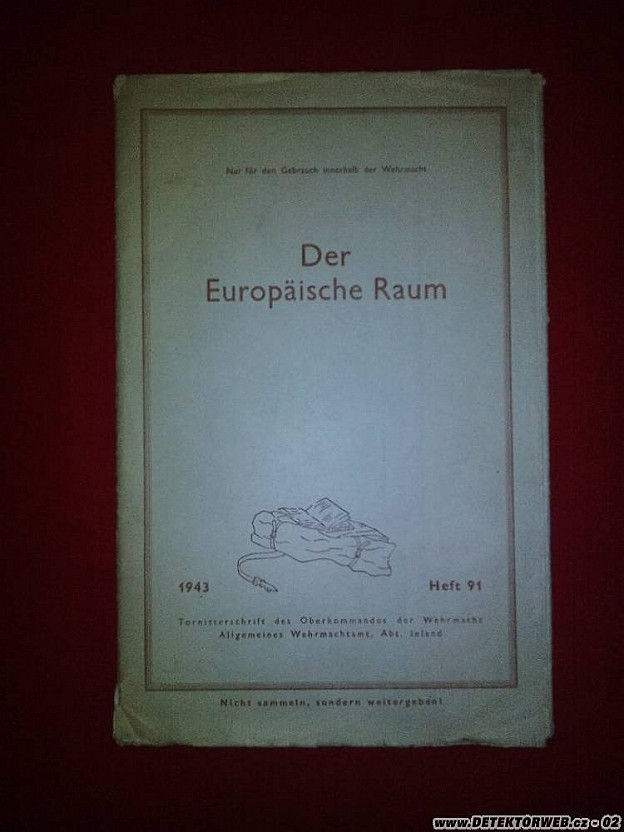 Nur für den Gebrauch innerhalb der Wehrmacht
Der
Europäische Raum
1943
Heft 91
Tornisterschrift des Oberkommandos der Wehrmacht
Allgemeines Wehrmachtamt, Abt. Inland
Nicht sammeln, sondern weitergeben!
www.DETEKTORWEB.cz - 02